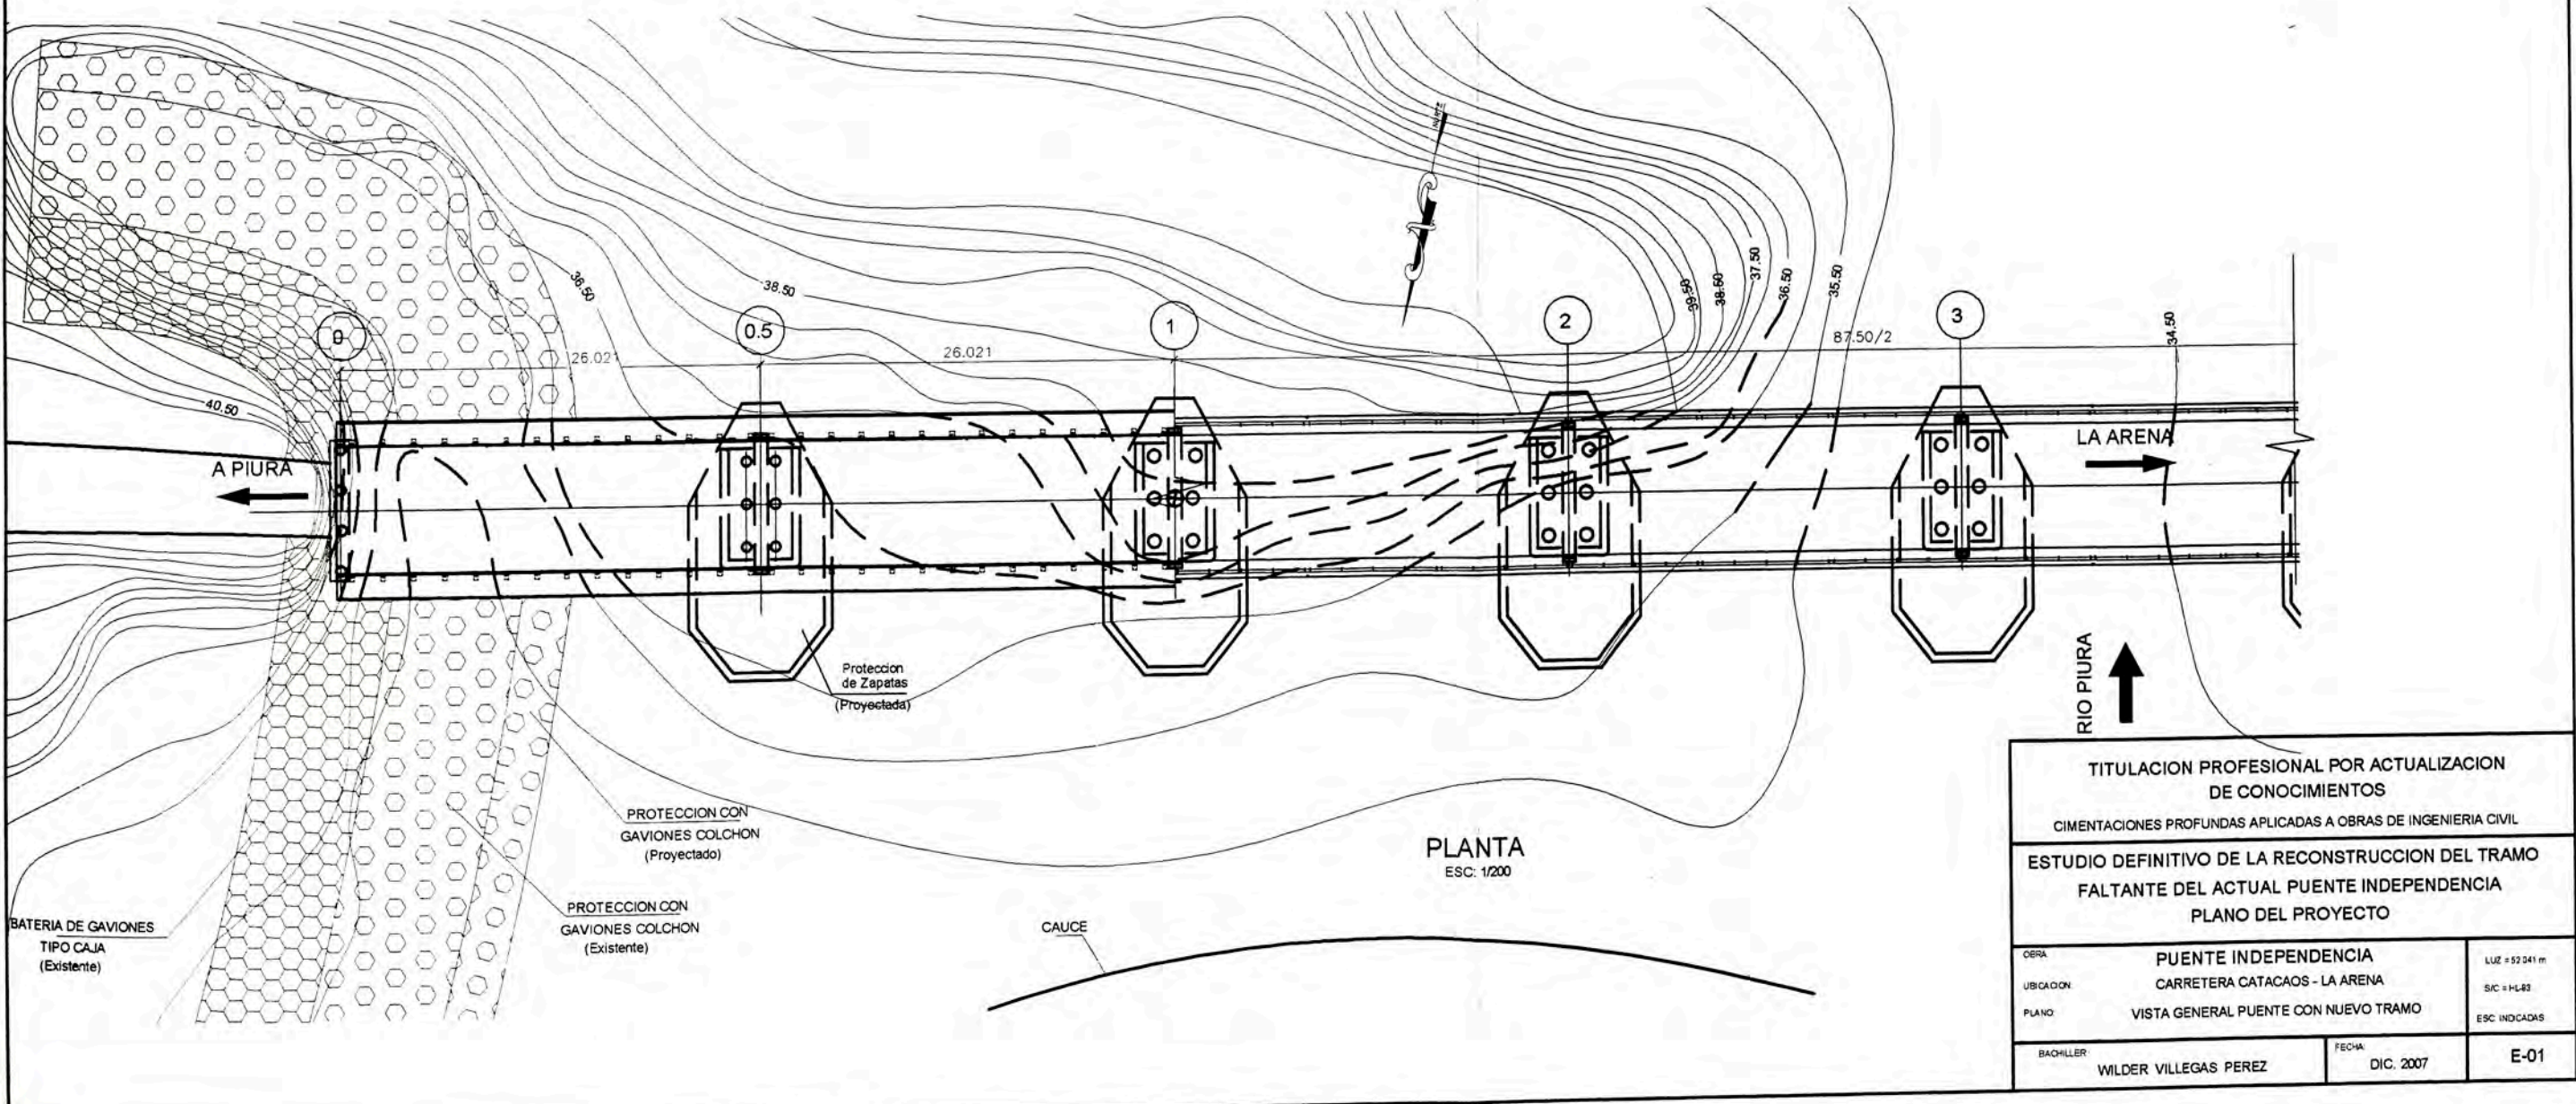 NORTE
36.50
38.50
39.50
38.50
37.50
36.50
35.50
34.50
0
0.5
1
2
3
26.021
26.021
87.50/2
40.50
A PIURA
LA ARENA
RIO PIURA
Proteccion
de Zapatas
(Proyectada)
PROTECCION CON
GAVIONES COLCHON
(Proyectado)
PROTECCION CON
GAVIONES COLCHON
(Existente)
BATERIA DE GAVIONES
TIPO CAJA
(Existente)
PLANTA
ESC: 1/200
CAUCE
TITULACION PROFESIONAL POR ACTUALIZACION
DE CONOCIMIENTOS
CIMENTACIONES PROFUNDAS APLICADAS A OBRAS DE INGENIERIA CIVIL
ESTUDIO DEFINITIVO DE LA RECONSTRUCCION DEL TRAMO
FALTANTE DEL ACTUAL PUENTE INDEPENDENCIA
PLANO DEL PROYECTO
OBRA PUENTE INDEPENDENCIA
UBICACION CARRETERA CATACAOS - LA ARENA
PLANO: VISTA GENERAL PUENTE CON NUEVO TRAMO
LUZ = 52.041 m
S/C = HL-93
ESC INDICADAS
BACHILLER: WILDER VILLEGAS PEREZ
FECHA: DIC. 2007
E-01